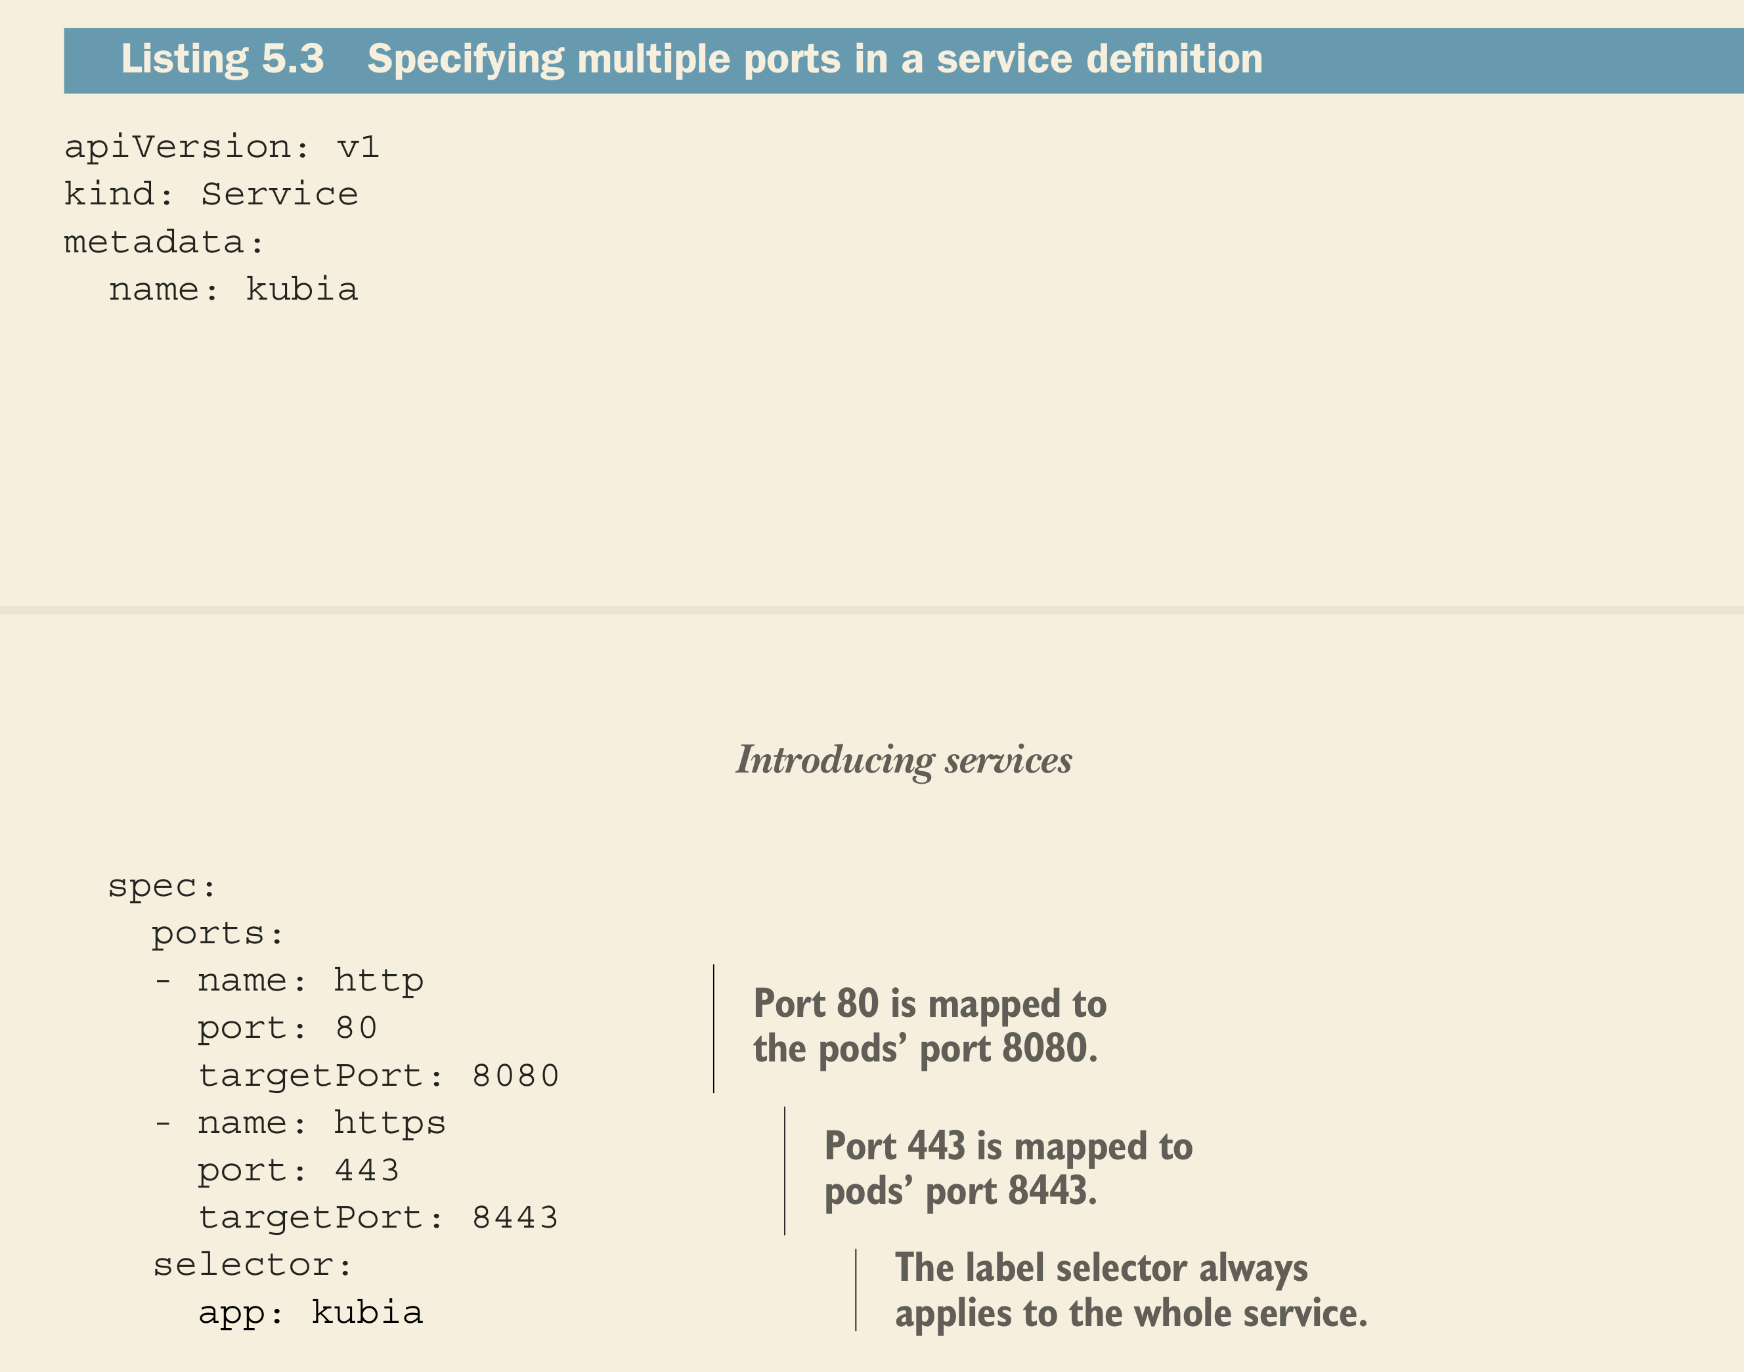 Listing 5.3 Specifying multiple ports in a service definition
apiVersion: v1
kind: Service
metadata:
  name: kubia
Introducing services
spec:
  ports:
  - name: http
    port: 80
    targetPort: 8080
  - name: https
    port: 443
    targetPort: 8443
  selector:
    app: kubia
Port 80 is mapped to
the pods’ port 8080.
Port 443 is mapped to
pods’ port 8443.
The label selector always
applies to the whole service.